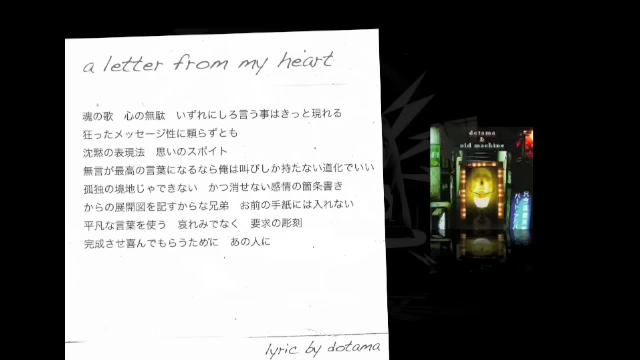 a letter from my heart
魂の歌　心の無駄　いずれにしろ言う事はきっと現れる
狂ったメッセージ性に頼らずとも
沈黙の表現法　思いのスポイト
無言が最高の言葉になるなら俺は叫びしか持たない道化でいい
孤独の境地じゃできない　かつ消せない感情の箇条書き
からの展開図を記すからな兄弟　お前の手紙には入れない
平凡な言葉を使う　哀れみでなく　要求の彫刻
完成させ喜んでもらうために　あの人に
lyric by dotama
dotama
&
old machine